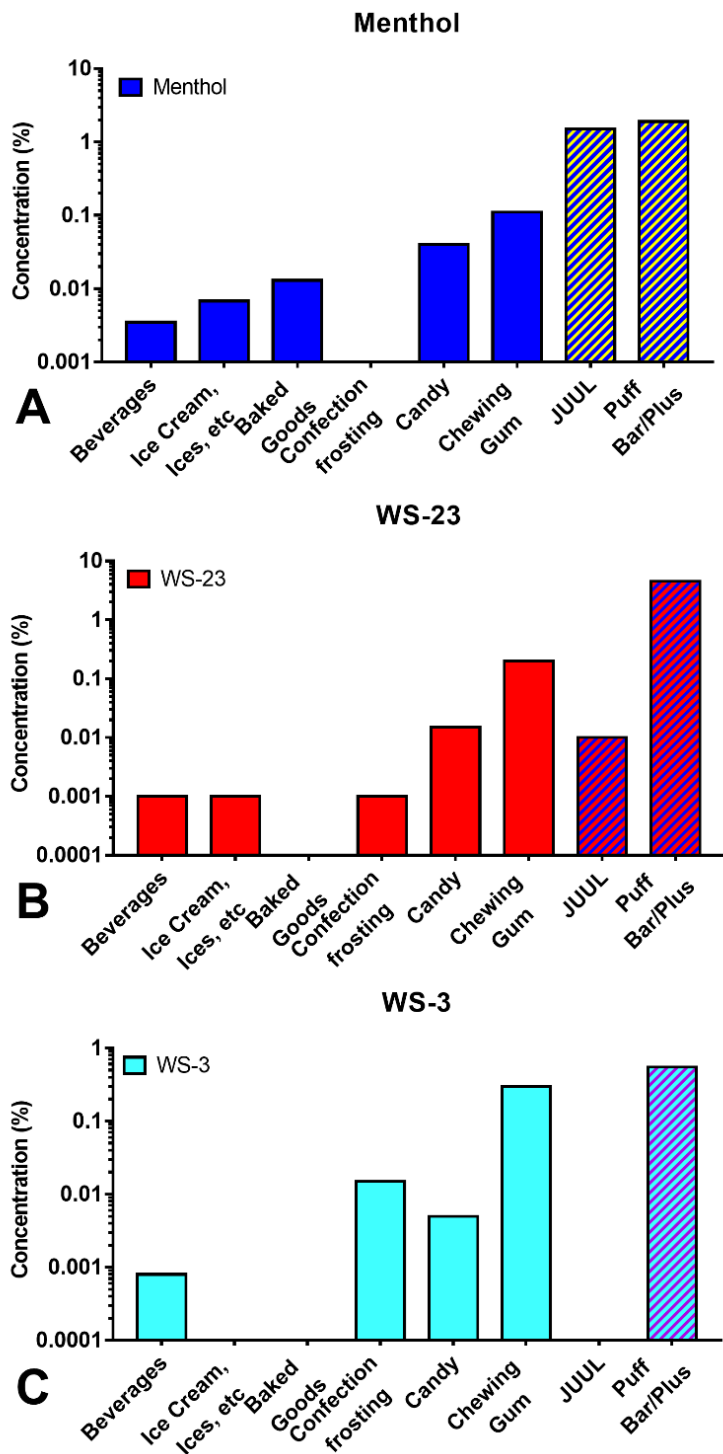 Menthol
Concentration (%)
10
1
0.1
0.01
0.001
Menthol
Beverages
Ice Cream,
Ices, etc
Baked
Goods
Confection
frosting
Candy
Chewing
Gum
JUUL
Puff
Bar/Plus
A
WS-23
Concentration (%)
10
1
0.1
0.01
0.001
0.0001
WS-23
Beverages
Ice Cream,
Ices, etc
Baked
Goods
Confection
frosting
Candy
Chewing
Gum
JUUL
Puff
Bar/Plus
B
WS-3
Concentration (%)
1
0.1
0.01
0.001
0.0001
WS-3
Beverages
Ice Cream,
Ices, etc
Baked
Goods
Confection
frosting
Candy
Chewing
Gum
JUUL
Puff
Bar/Plus
C